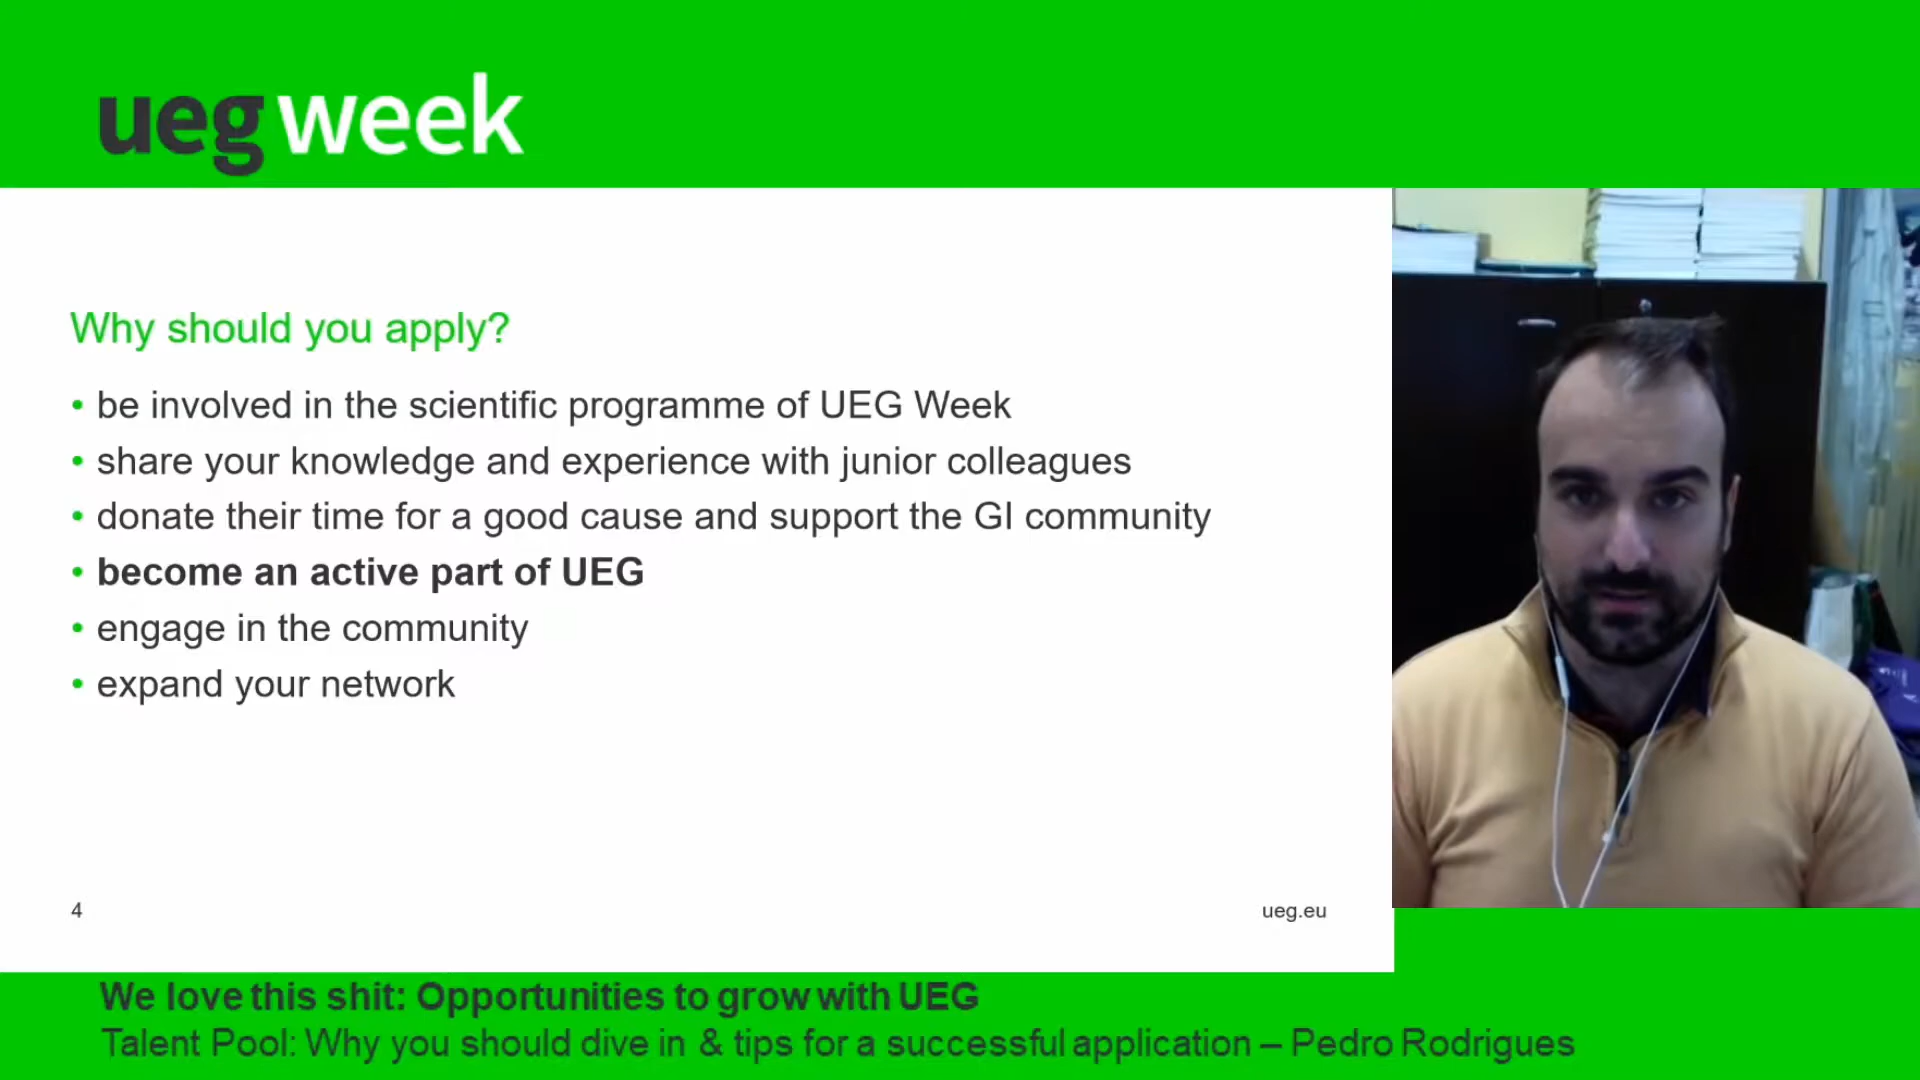 ueg week
Why should you apply?
• be involved in the scientific programme of UEG Week
• share your knowledge and experience with junior colleagues
• donate their time for a good cause and support the GI community
• become an active part of UEG
• engage in the community
• expand your network
4
ueg.eu
We love this shit: Opportunities to grow with UEG
Talent Pool: Why you should dive in & tips for a successful application – Pedro Rodrigues